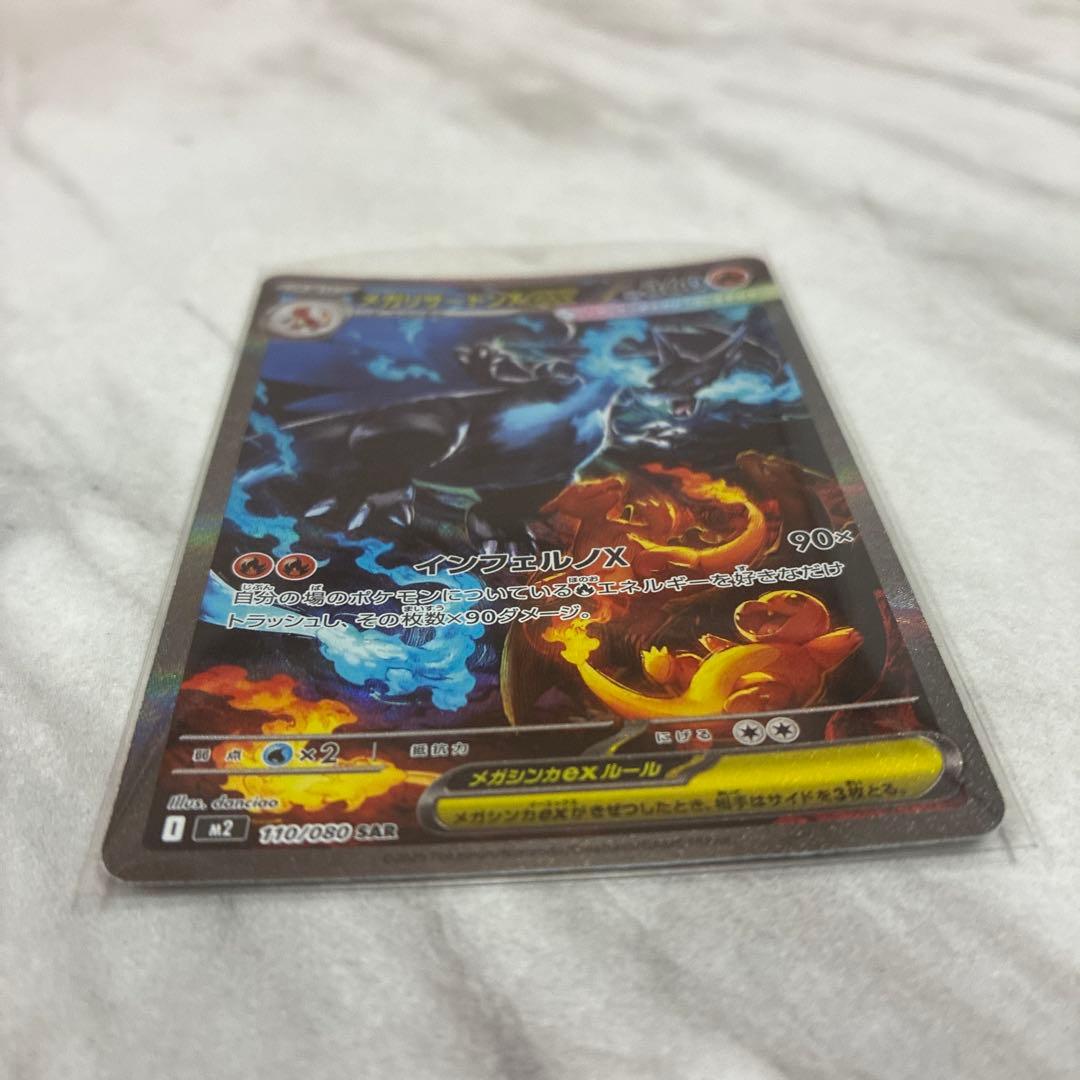 メガリザードンXex
インフェルノX 90×
自分の場のポケモンについているエネルギーを好きなだけ
トラッシュし、その枚数×90ダメージ。
弱点 ×2 抵抗力 にげる
メガシンカexルール
メガシンカexがきぜつしたとき、相手はサイドを3枚とる。
Illus. danciao
I M2 110/080 SAR